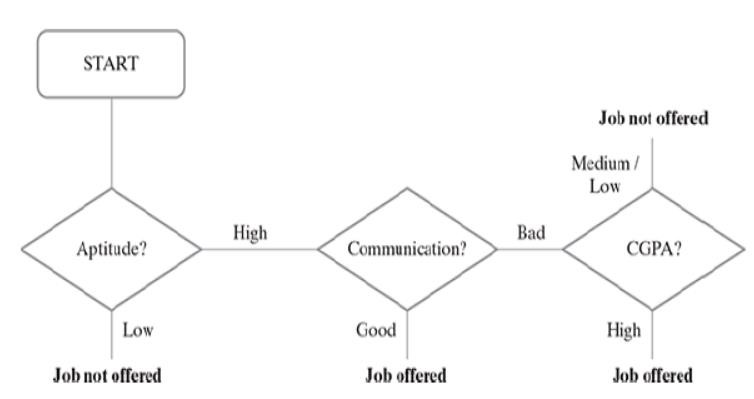 START
Job not offered
Medium /
Low
High
Bad
Aptitude?
Communication?
CGPA?
Low
Good
High
Job not offered
Job offered
Job offered